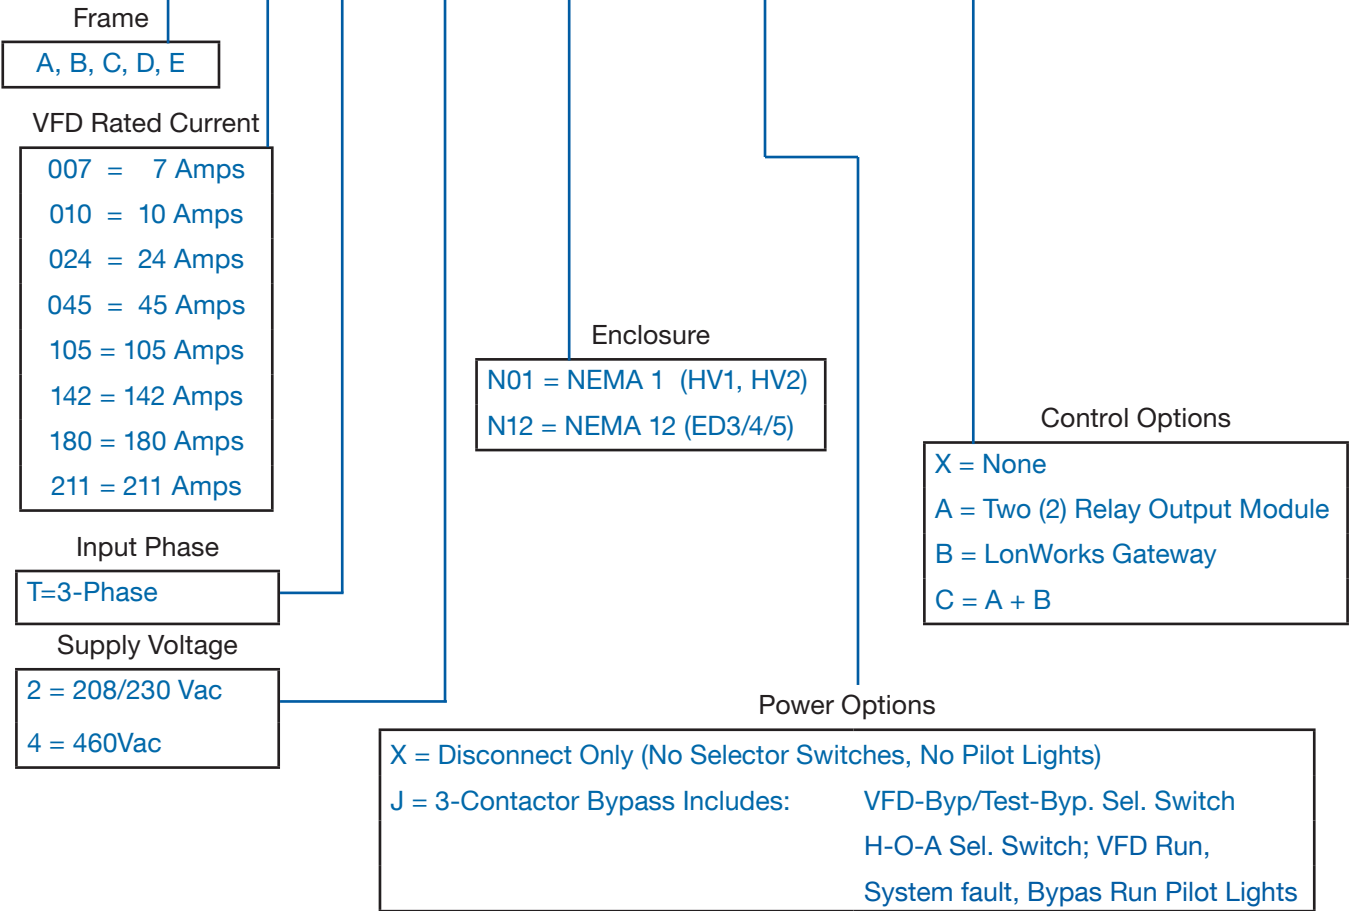 Frame
A, B, C, D, E
VFD Rated Current
007 = 7 Amps
010 = 10 Amps
024 = 24 Amps
045 = 45 Amps
105 = 105 Amps
142 = 142 Amps
180 = 180 Amps
211 = 211 Amps
Input Phase
T=3-Phase
Supply Voltage
2 = 208/230 Vac
4 = 460Vac
Enclosure
N01 = NEMA 1 (HV1, HV2)
N12 = NEMA 12 (ED3/4/5)
Power Options
X = Disconnect Only (No Selector Switches, No Pilot Lights)
J = 3-Contactor Bypass Includes: VFD-Byp/Test-Byp. Sel. Switch
H-O-A Sel. Switch; VFD Run,
System fault, Bypas Run Pilot Lights
Control Options
X = None
A = Two (2) Relay Output Module
B = LonWorks Gateway
C = A + B